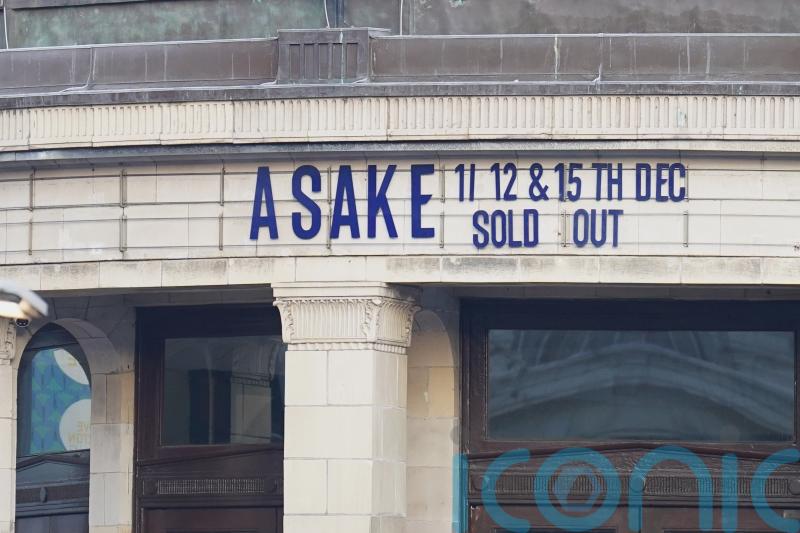 ASAKE 11 12 & 15 TH DEC
SOLD OUT
iconic